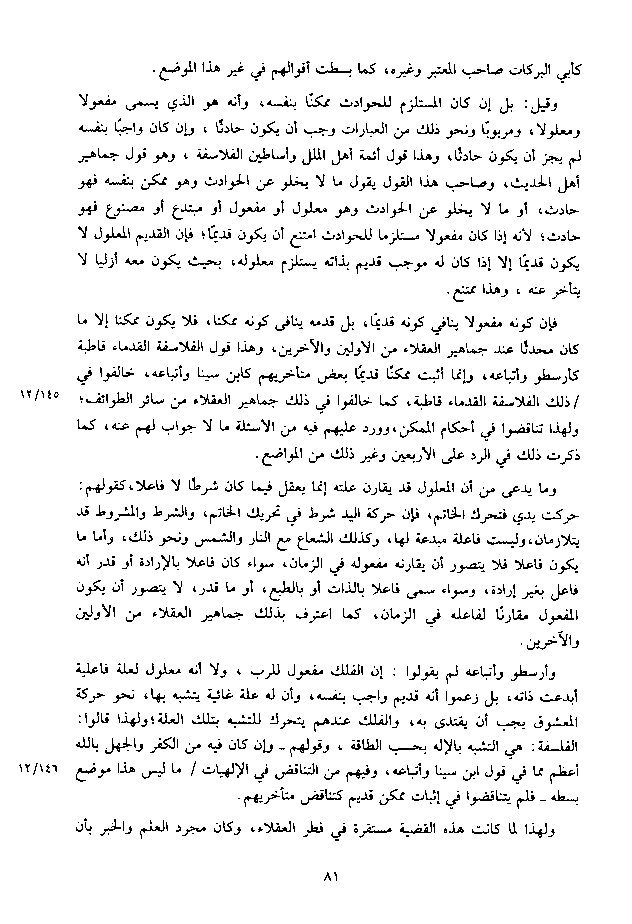 كأبي البركات صاحب المعتبر وغيره، كما بسطت أقوالهم في غير هذا الموضع.
وقيل: بل إن كان المستلزم للحوادث ممكنًا بنفسه، وأنه هو الذي يسمى مفعولا
ومعلولا، ومربوبًا ونحو ذلك من العبارات وجب أن يكون حادثًا، وإن كان واجبًا بنفسه
لم يجز أن يكون حادثًا، وهذا قول أئمة أهل الملل وأساطين الفلاسفة، وهو قول جماهير
أهل الحديث، وصاحب هذا القول يقول ما لا يخلو عن الحوادث وهو ممكن بنفسه فهو
حادث، أو ما لا يخلو عن الحوادث وهو معلول أو مفعول أو مبتدع أو مصنوع فهو
حادث؛ لأنه إذا كان مفعولا مستلزما للحوادث امتنع أن يكون قديمًا؛ فإن القديم المعلول لا
يكون قديمًا إلا إذا كان له موجب قديم بذاته يستلزم معلوله، بحيث يكون معه أزليا لا
يتأخر عنه، وهذا ممتنع.
فإن كونه مفعولا ينافي كونه قديمًا، بل قدمه ينافي كونه ممكنا، فلا يكون ممكنا إلا ما
كان محدثًا عند جماهير العقلاء من الأولين والآخرين، وهذا قول الفلاسفة القدماء قاطبة
كأرسطو وأتباعه، وإنما أثبت ممكنًا قديمًا بعض متأخريهم كابن سينا وأتباعه، خالفوا في
/ ذلك الفلاسفة القدماء قاطبة، كما خالفوا في ذلك جماهير العقلاء من سائر الطوائف؛ ١٢/١٤٥
ولهذا تناقضوا في أحكام الممكن، وورد عليهم فيه من الأسئلة ما لا جواب لهم عنه، كما
ذكرت ذلك في الرد على الأربعين وغير ذلك من المواضع.
وما يدعى من أن المعلول قد يقارن علته إنما يعقل فيما كان شرطًا لا فاعلا، كقولهم:
حركت يدي فتحرك الخاتم، فإن حركة اليد شرط في تحريك الخاتم، والشرط والمشروط قد
يتلازمان، وليست فاعلة مبدعة لها، وكذلك الشعاع مع النار والشمس ونحو ذلك، وأما ما
يكون فاعلا فلا يتصور أن يقارنه مفعوله في الزمان، سواء كان فاعلا بالإرادة أو قدر أنه
فاعل بغير إرادة، وسواء سمى فاعلا بالذات أو بالطبع، أو ما قدر، لا يتصور أن يكون
المفعول مقارنًا لفاعله في الزمان، كما اعترف بذلك جماهير العقلاء من الأولين
والآخرين.
وأرسطو وأتباعه لم يقولوا: إن الفلك مفعول للرب، ولا أنه معلول لعلة فاعلية
أبدعت ذاته، بل زعموا أنه قديم واجب بنفسه، وأن له علة غائية يتشبه بها، نحو حركة
المعشوق يجب أن يقتدى به، والفلك عندهم يتحرك للتشبه بتلك العلة؛ ولهذا قالوا:
الفلسفة: هي التشبه بالإله بحسب الطاقة، وقولهم ـ وإن كان فيه من الكفر والجهل بالله
أعظم مما في قول ابن سينا وأتباعه، وفيهم من التناقض في الإلهيات / ما ليس هذا موضع ١٢/١٤٦
بسطه ـ فلم يتناقضوا في إثبات ممكن قديم كتناقض متأخريهم.
ولهذا لما كانت هذه القضية مستقرة في فطر العقلاء، وكان مجرد العلم والخبر بأن
٨١